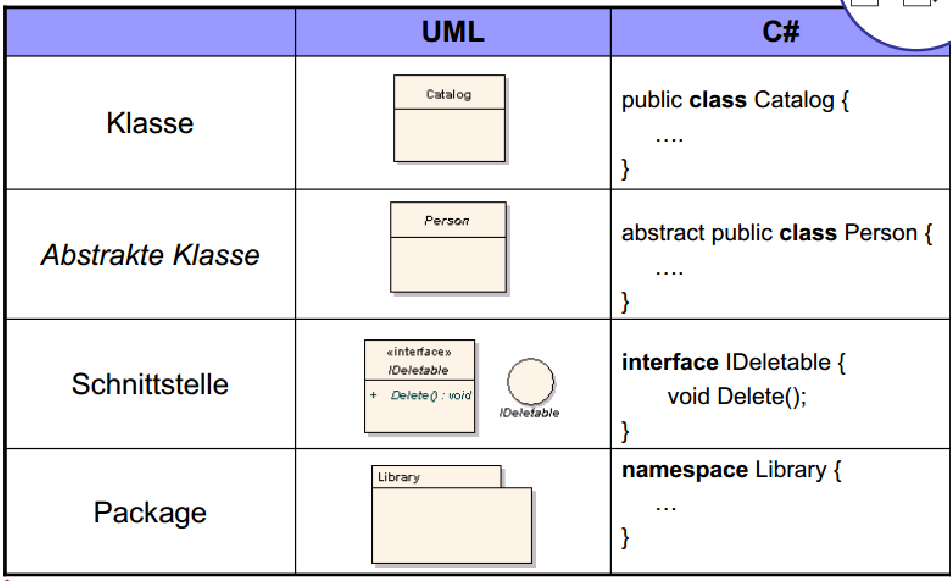 UML C#
Klasse
Catalog
public class Catalog {
....
}
Abstrakte Klasse
Person
abstract public class Person {
....
}
Schnittstelle
«interface»
IDeletable
+ Delete() : void
IDeletable
interface IDeletable {
void Delete();
}
Package
Library
namespace Library {
...
}